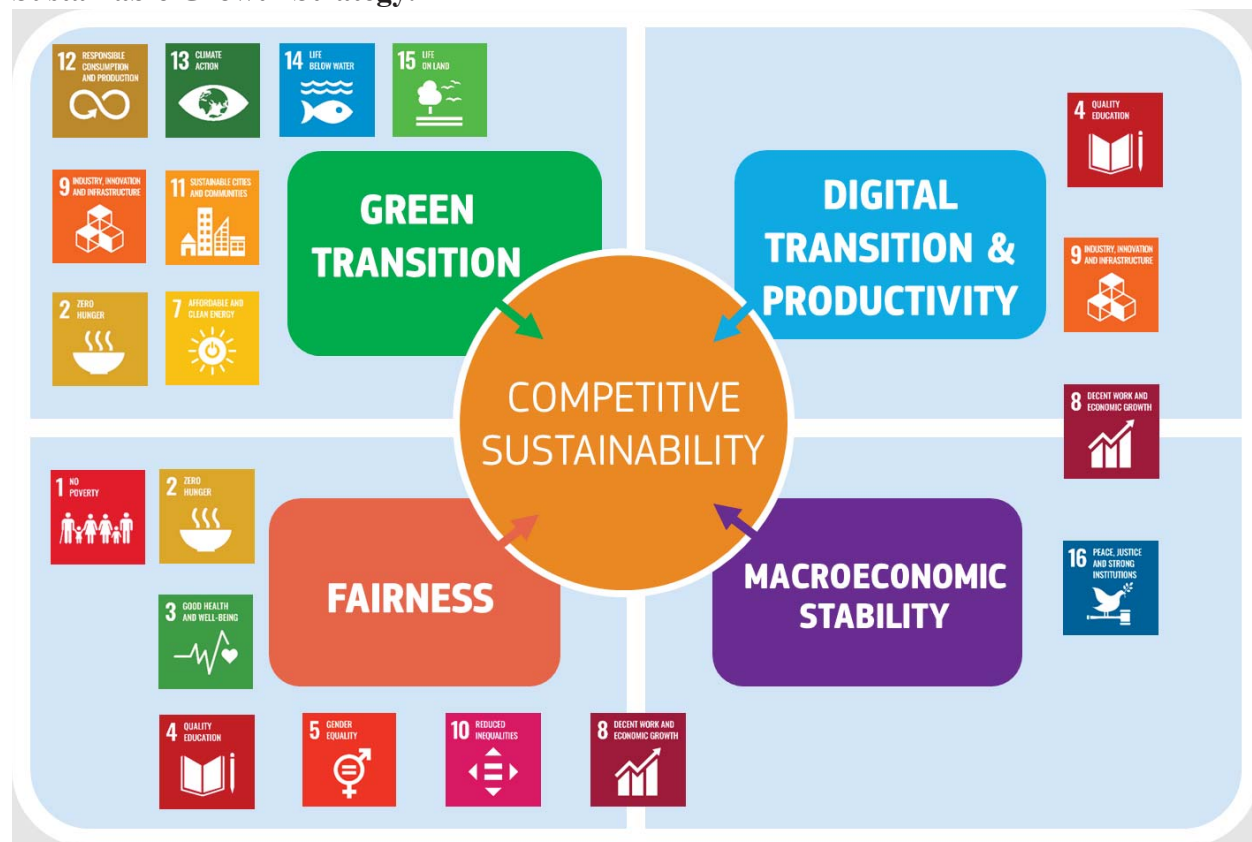 Sustainable Growth Strategy.
12 RESPONSIBLE
CONSUMPTION
AND PRODUCTION
13 CLIMATE
ACTION
14 LIFE
BELOW WATER
15 LIFE
ON LAND
9 INDUSTRY, INNOVATION
AND INFRASTRUCTURE
11 SUSTAINABLE CITIES
AND COMMUNITIES
2 ZERO
HUNGER
7 AFFORDABLE AND
CLEAN ENERGY
GREEN
TRANSITION
DIGITAL
TRANSITION &
PRODUCTIVITY
4 QUALITY
EDUCATION
9 INDUSTRY, INNOVATION
AND INFRASTRUCTURE
8 DECENT WORK AND
ECONOMIC GROWTH
COMPETITIVE
SUSTAINABILITY
1 NO
POVERTY
2 ZERO
HUNGER
3 GOOD HEALTH
AND WELL-BEING
FAIRNESS
4 QUALITY
EDUCATION
5 GENDER
EQUALITY
10 REDUCED
INEQUALITIES
8 DECENT WORK AND
ECONOMIC GROWTH
MACROECONOMIC
STABILITY
16 PEACE, JUSTICE
AND STRONG
INSTITUTIONS